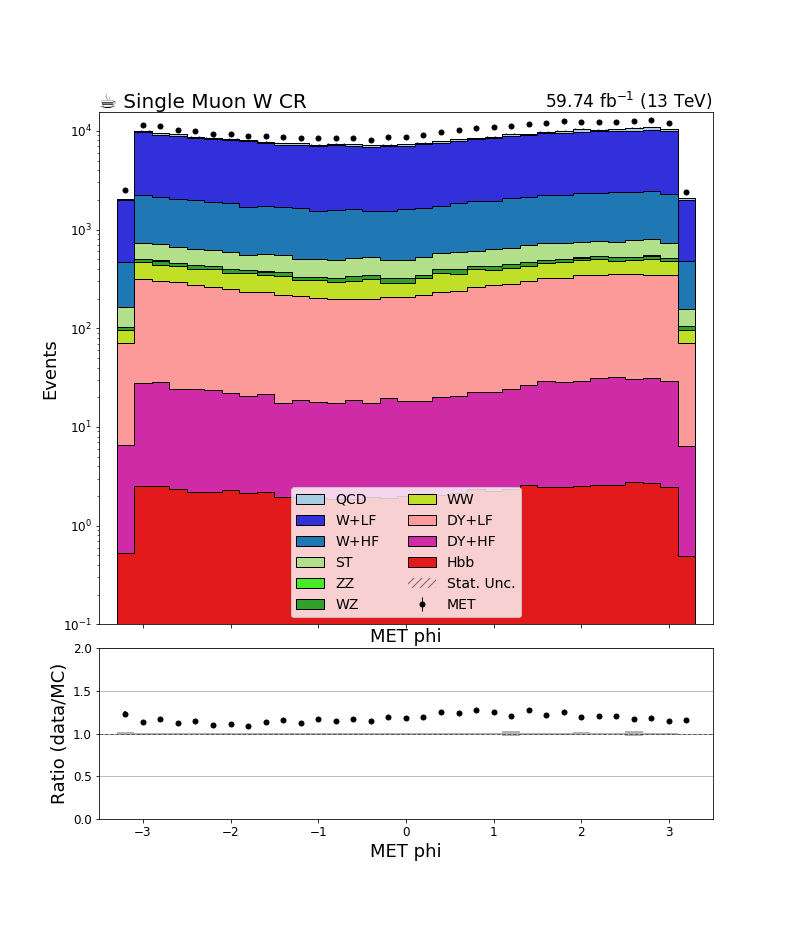 ☕ Single Muon W CR
59.74 fb⁻¹ (13 TeV)
Events
10⁴
10³
10²
10¹
10⁰
10⁻¹
QCD
W+LF
W+HF
ST
ZZ
WZ
WW
DY+LF
DY+HF
Hbb
Stat. Unc.
MET
MET phi
Ratio (data/MC)
2.0
1.5
1.0
0.5
0.0
−3
−2
−1
0
1
2
3
MET phi